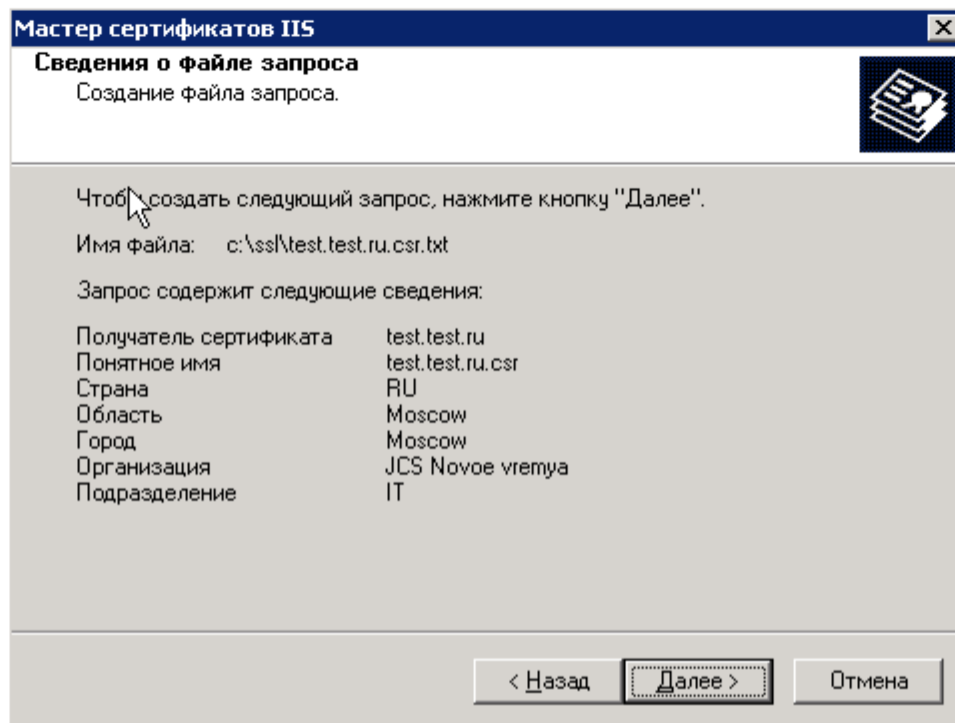 Мастер сертификатов IIS
Сведения о файле запроса
Создание файла запроса.
Чтобы создать следующий запрос, нажмите кнопку "Далее".
Имя файла: c:\ssl\test.test.ru.csr.txt
Запрос содержит следующие сведения:
Получатель сертификата test.test.ru
Понятное имя test.test.ru.csr
Страна RU
Область Moscow
Город Moscow
Организация JCS Novoe vremya
Подразделение IT
< Назад Далее > Отмена